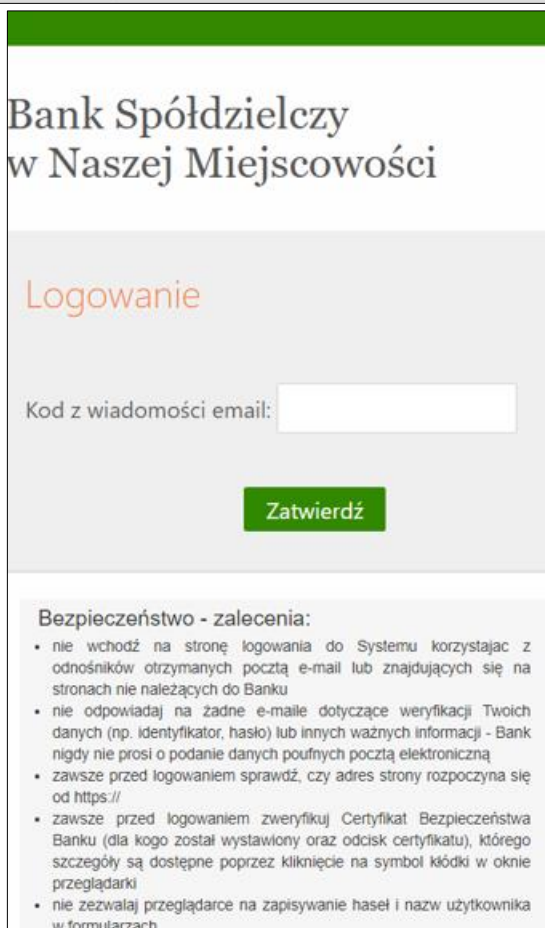 Bank Spółdzielczy
w Naszej Miejscowości
Logowanie
Kod z wiadomości email:
Zatwierdź
Bezpieczeństwo - zalecenia:
• nie wchodź na stronę logowania do Systemu korzystajac z
odnośników otrzymanych pocztą e-mail lub znajdujących się na
stronach nie należących do Banku
• nie odpowiadaj na żadne e-maile dotyczące weryfikacji Twoich
danych (np. identyfikator, hasło) lub innych ważnych informacji - Bank
nigdy nie prosi o podanie danych poufnych pocztą elektroniczną
• zawsze przed logowaniem sprawdź, czy adres strony rozpoczyna się
od https://
• zawsze przed logowaniem zweryfikuj Certyfikat Bezpieczeństwa
Banku (dla kogo został wystawiony oraz odcisk certyfikatu), którego
szczegóły są dostępne poprzez kliknięcie na symbol kłódki w oknie
przeglądarki
• nie zezwalaj przeglądarce na zapisywanie haseł i nazw użytkownika
w formularzach